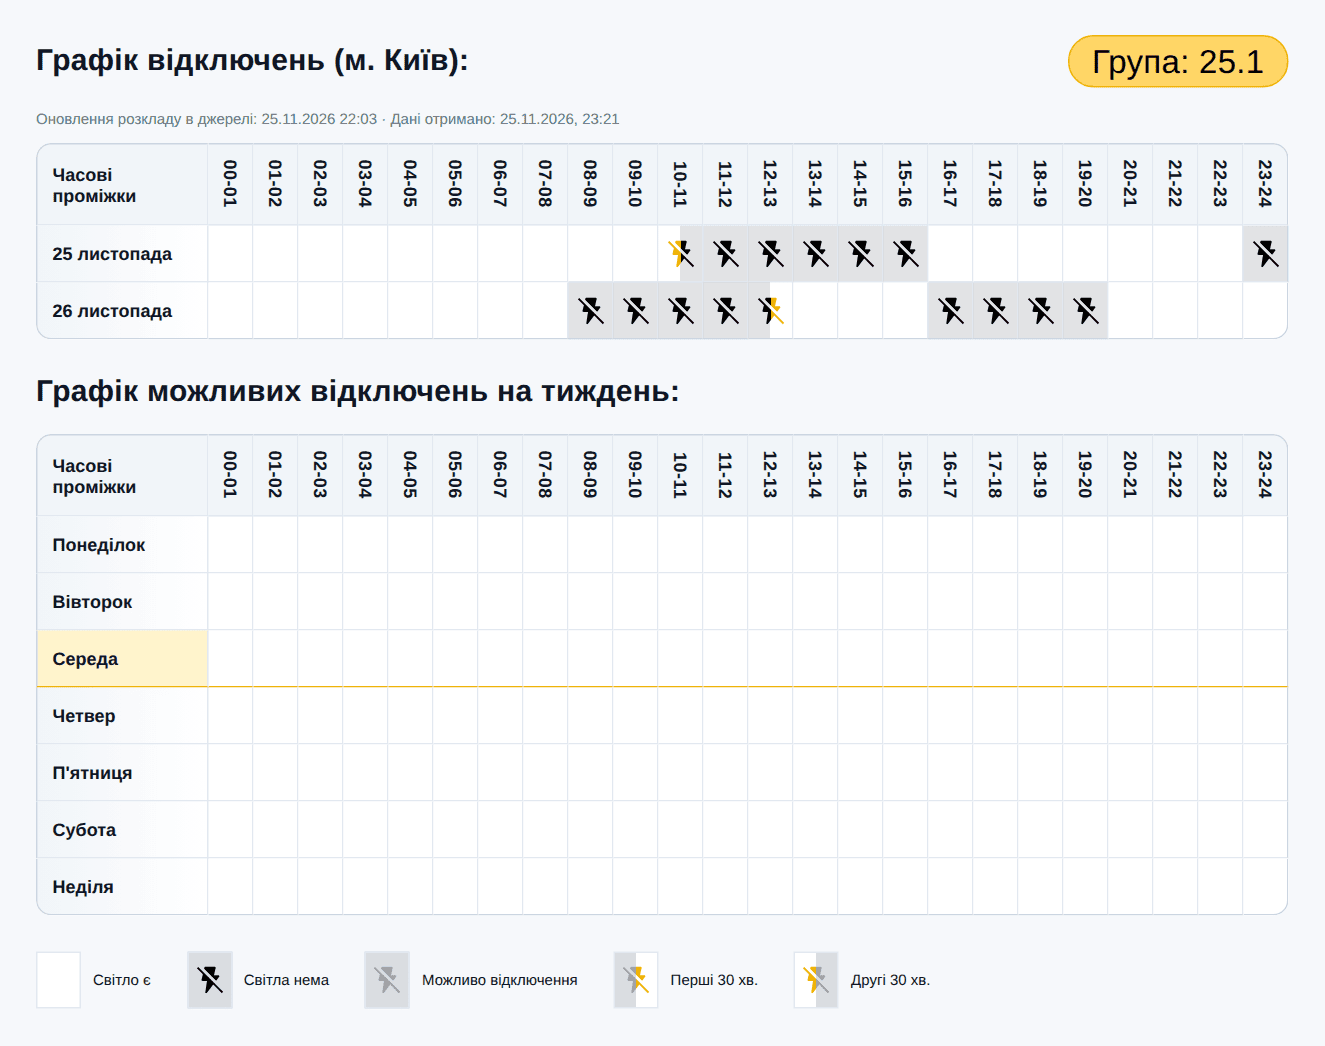 Графік відключень (м. Київ):
Група: 25.1
Оновлення розкладу в джерелі: 25.11.2026 22:03 · Дані отримано: 25.11.2026, 23:21
Часові
проміжки
00-01 01-02 02-03 03-04 04-05 05-06 06-07 07-08 08-09 09-10 10-11 11-12 12-13 13-14 14-15 15-16 16-17 17-18 18-19 19-20 20-21 21-22 22-23 23-24
25 листопада
26 листопада
Графік можливих відключень на тиждень:
Часові
проміжки
00-01 01-02 02-03 03-04 04-05 05-06 06-07 07-08 08-09 09-10 10-11 11-12 12-13 13-14 14-15 15-16 16-17 17-18 18-19 19-20 20-21 21-22 22-23 23-24
Понеділок
Вівторок
Середа
Четвер
П'ятниця
Субота
Неділя
Світло є Світла нема Можливо відключення Перші 30 хв. Другі 30 хв.